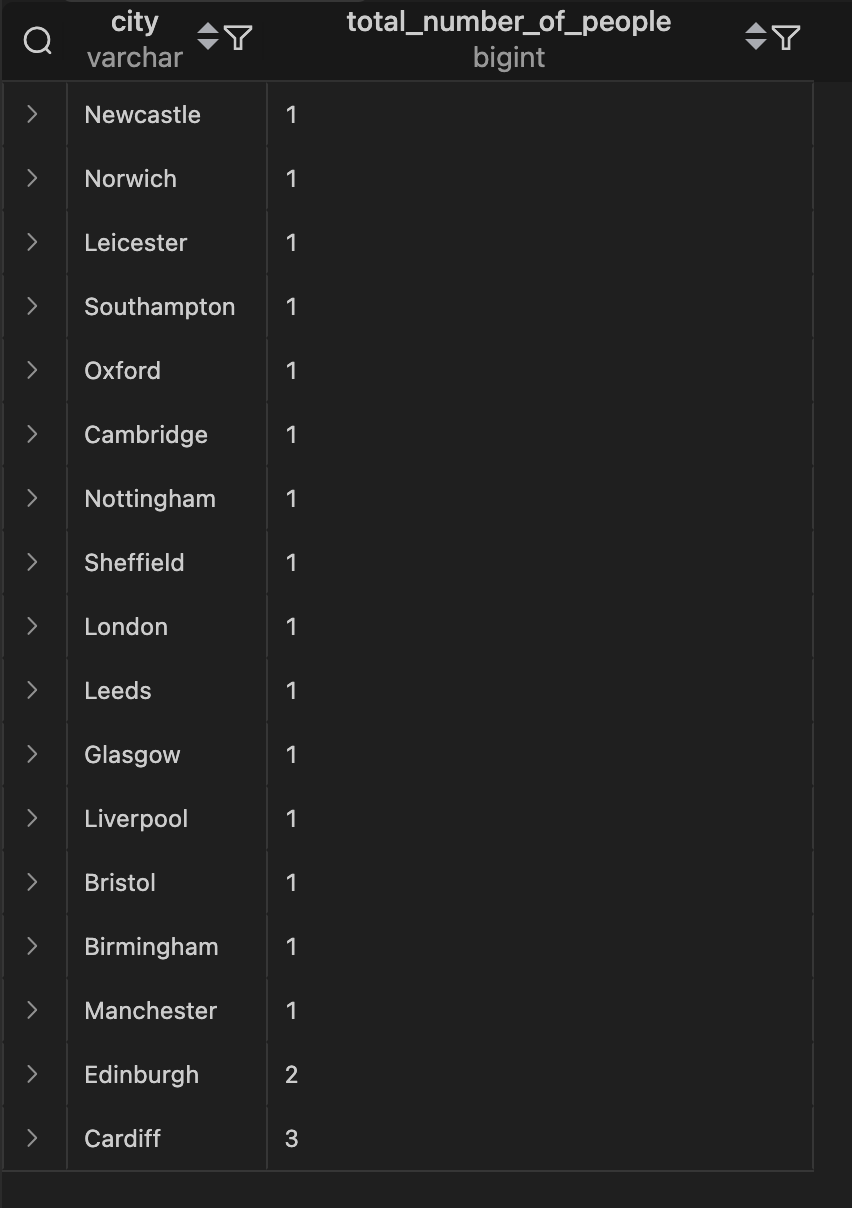 city total_number_of_people
varchar bigint
Newcastle 1
Norwich 1
Leicester 1
Southampton 1
Oxford 1
Cambridge 1
Nottingham 1
Sheffield 1
London 1
Leeds 1
Glasgow 1
Liverpool 1
Bristol 1
Birmingham 1
Manchester 1
Edinburgh 2
Cardiff 3